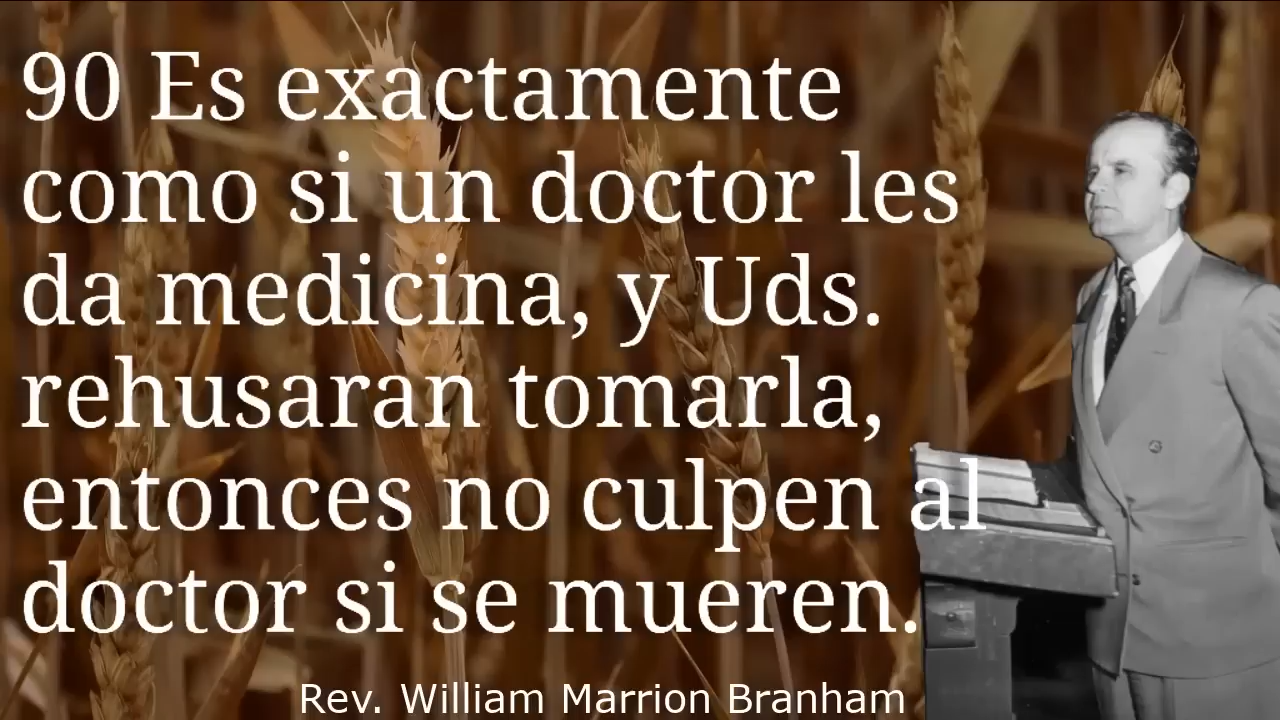 90 Es exactamente
como si un doctor les
da medicina, y Uds.
rehusaran tomarla,
entonces no culpen al
doctor si se mueren.
Rev. William Marrion Branham